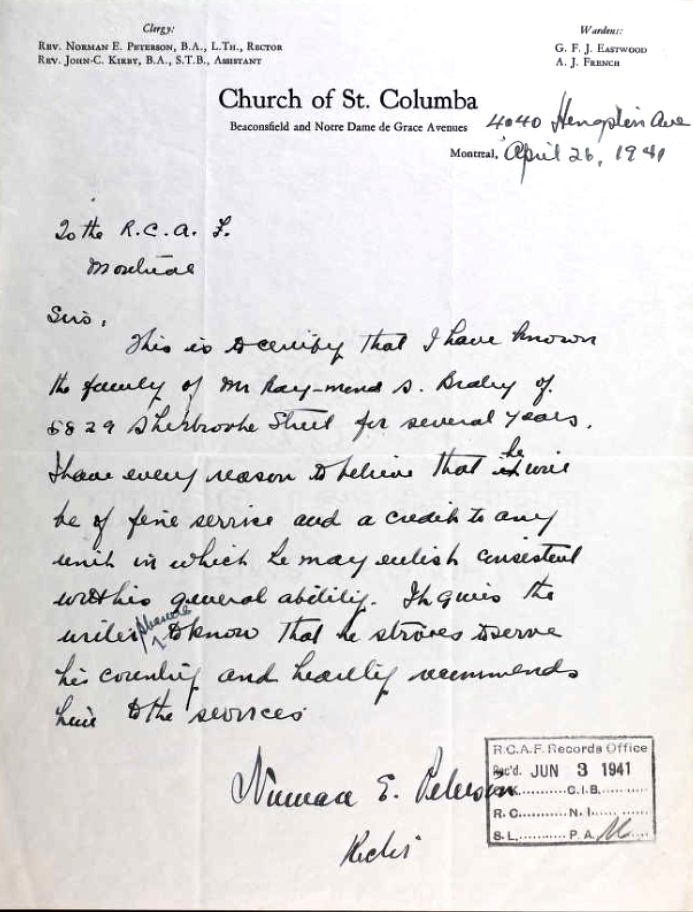 Clergy:
Rev. Norman E. Peterson, B.A., L.Th., Rector
Rev. John C. Kirby, B.A., S.T.B., Assistant
Wardens:
G. F. J. Eastwood
A. J. French
Church of St. Columba
Beaconsfield and Notre Dame de Grace Avenues
4040 Ave
Montreal, April 26, 1941
To the R.C.A.F.
Montreal
Sirs,
This is to certify that I have known
the family of Mr Ray-mond S. of
6829 Sherbrooke Street for several years.
I have every reason to believe that he will
be of fine service and a credit to any
unit in which he may enlist consistent
with his general ability. It gives the
writer pleasure to know that he strives to serve
his country and heartily recommends
him to the services
Norman E. Peterson
Rector
R.C.A.F. Records Office
Rec'd. JUN 3 1941
C.I.B.
R.C. N.I.
S.L. P.A.